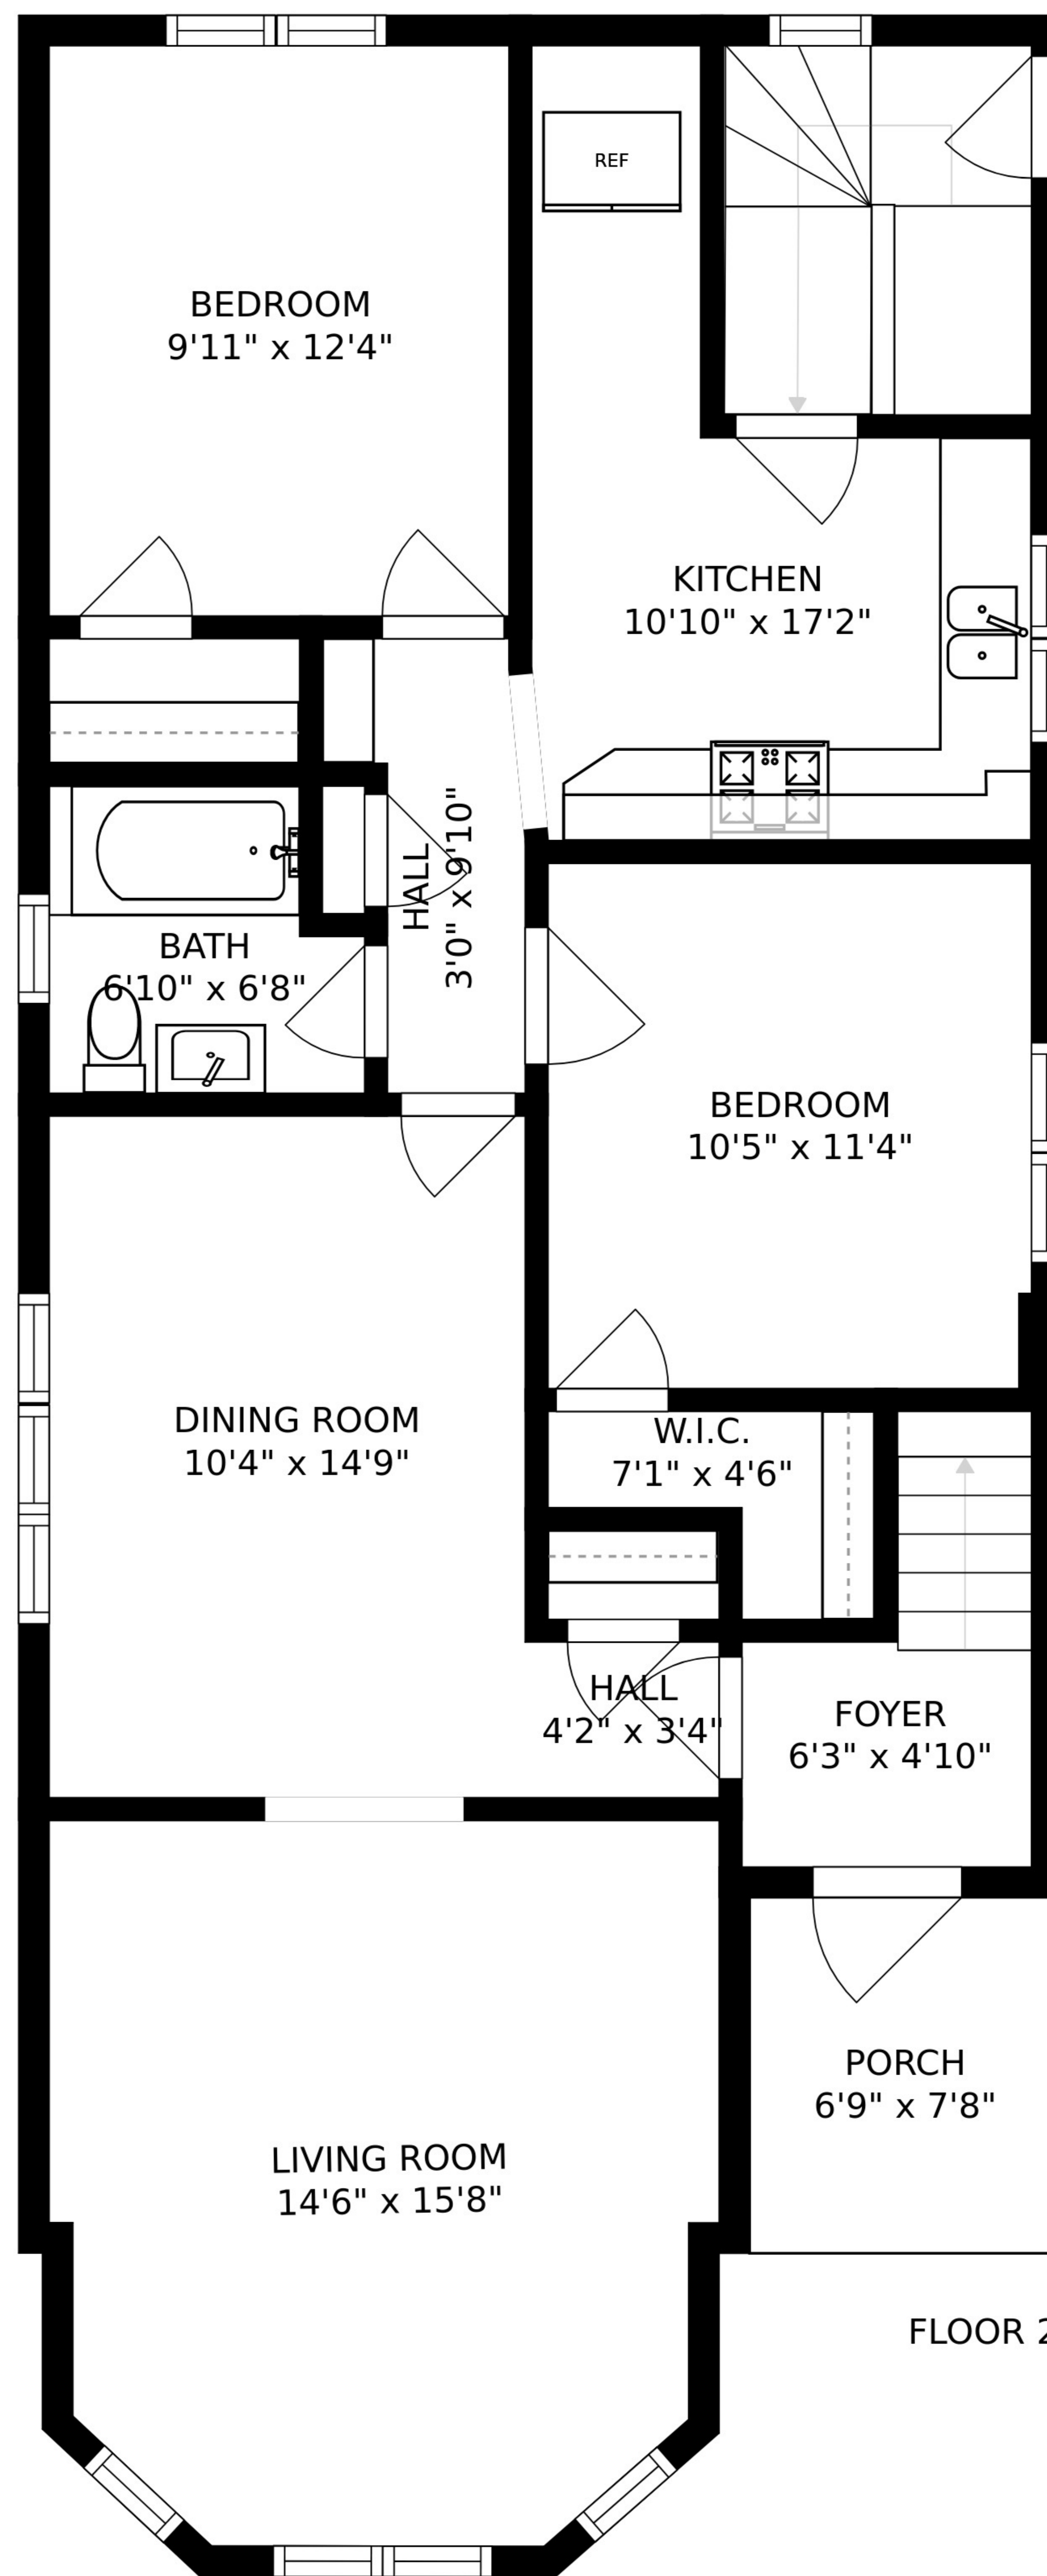 REF
BEDROOM
9'11" x 12'4"
KITCHEN
10'10" x 17'2"
HALL
3'0" x 9'10"
BATH
6'10" x 6'8"
BEDROOM
10'5" x 11'4"
DINING ROOM
10'4" x 14'9"
W.I.C.
7'1" x 4'6"
HALL
4'2" x 3'4"
FOYER
6'3" x 4'10"
PORCH
6'9" x 7'8"
LIVING ROOM
14'6" x 15'8"
FLOOR 2